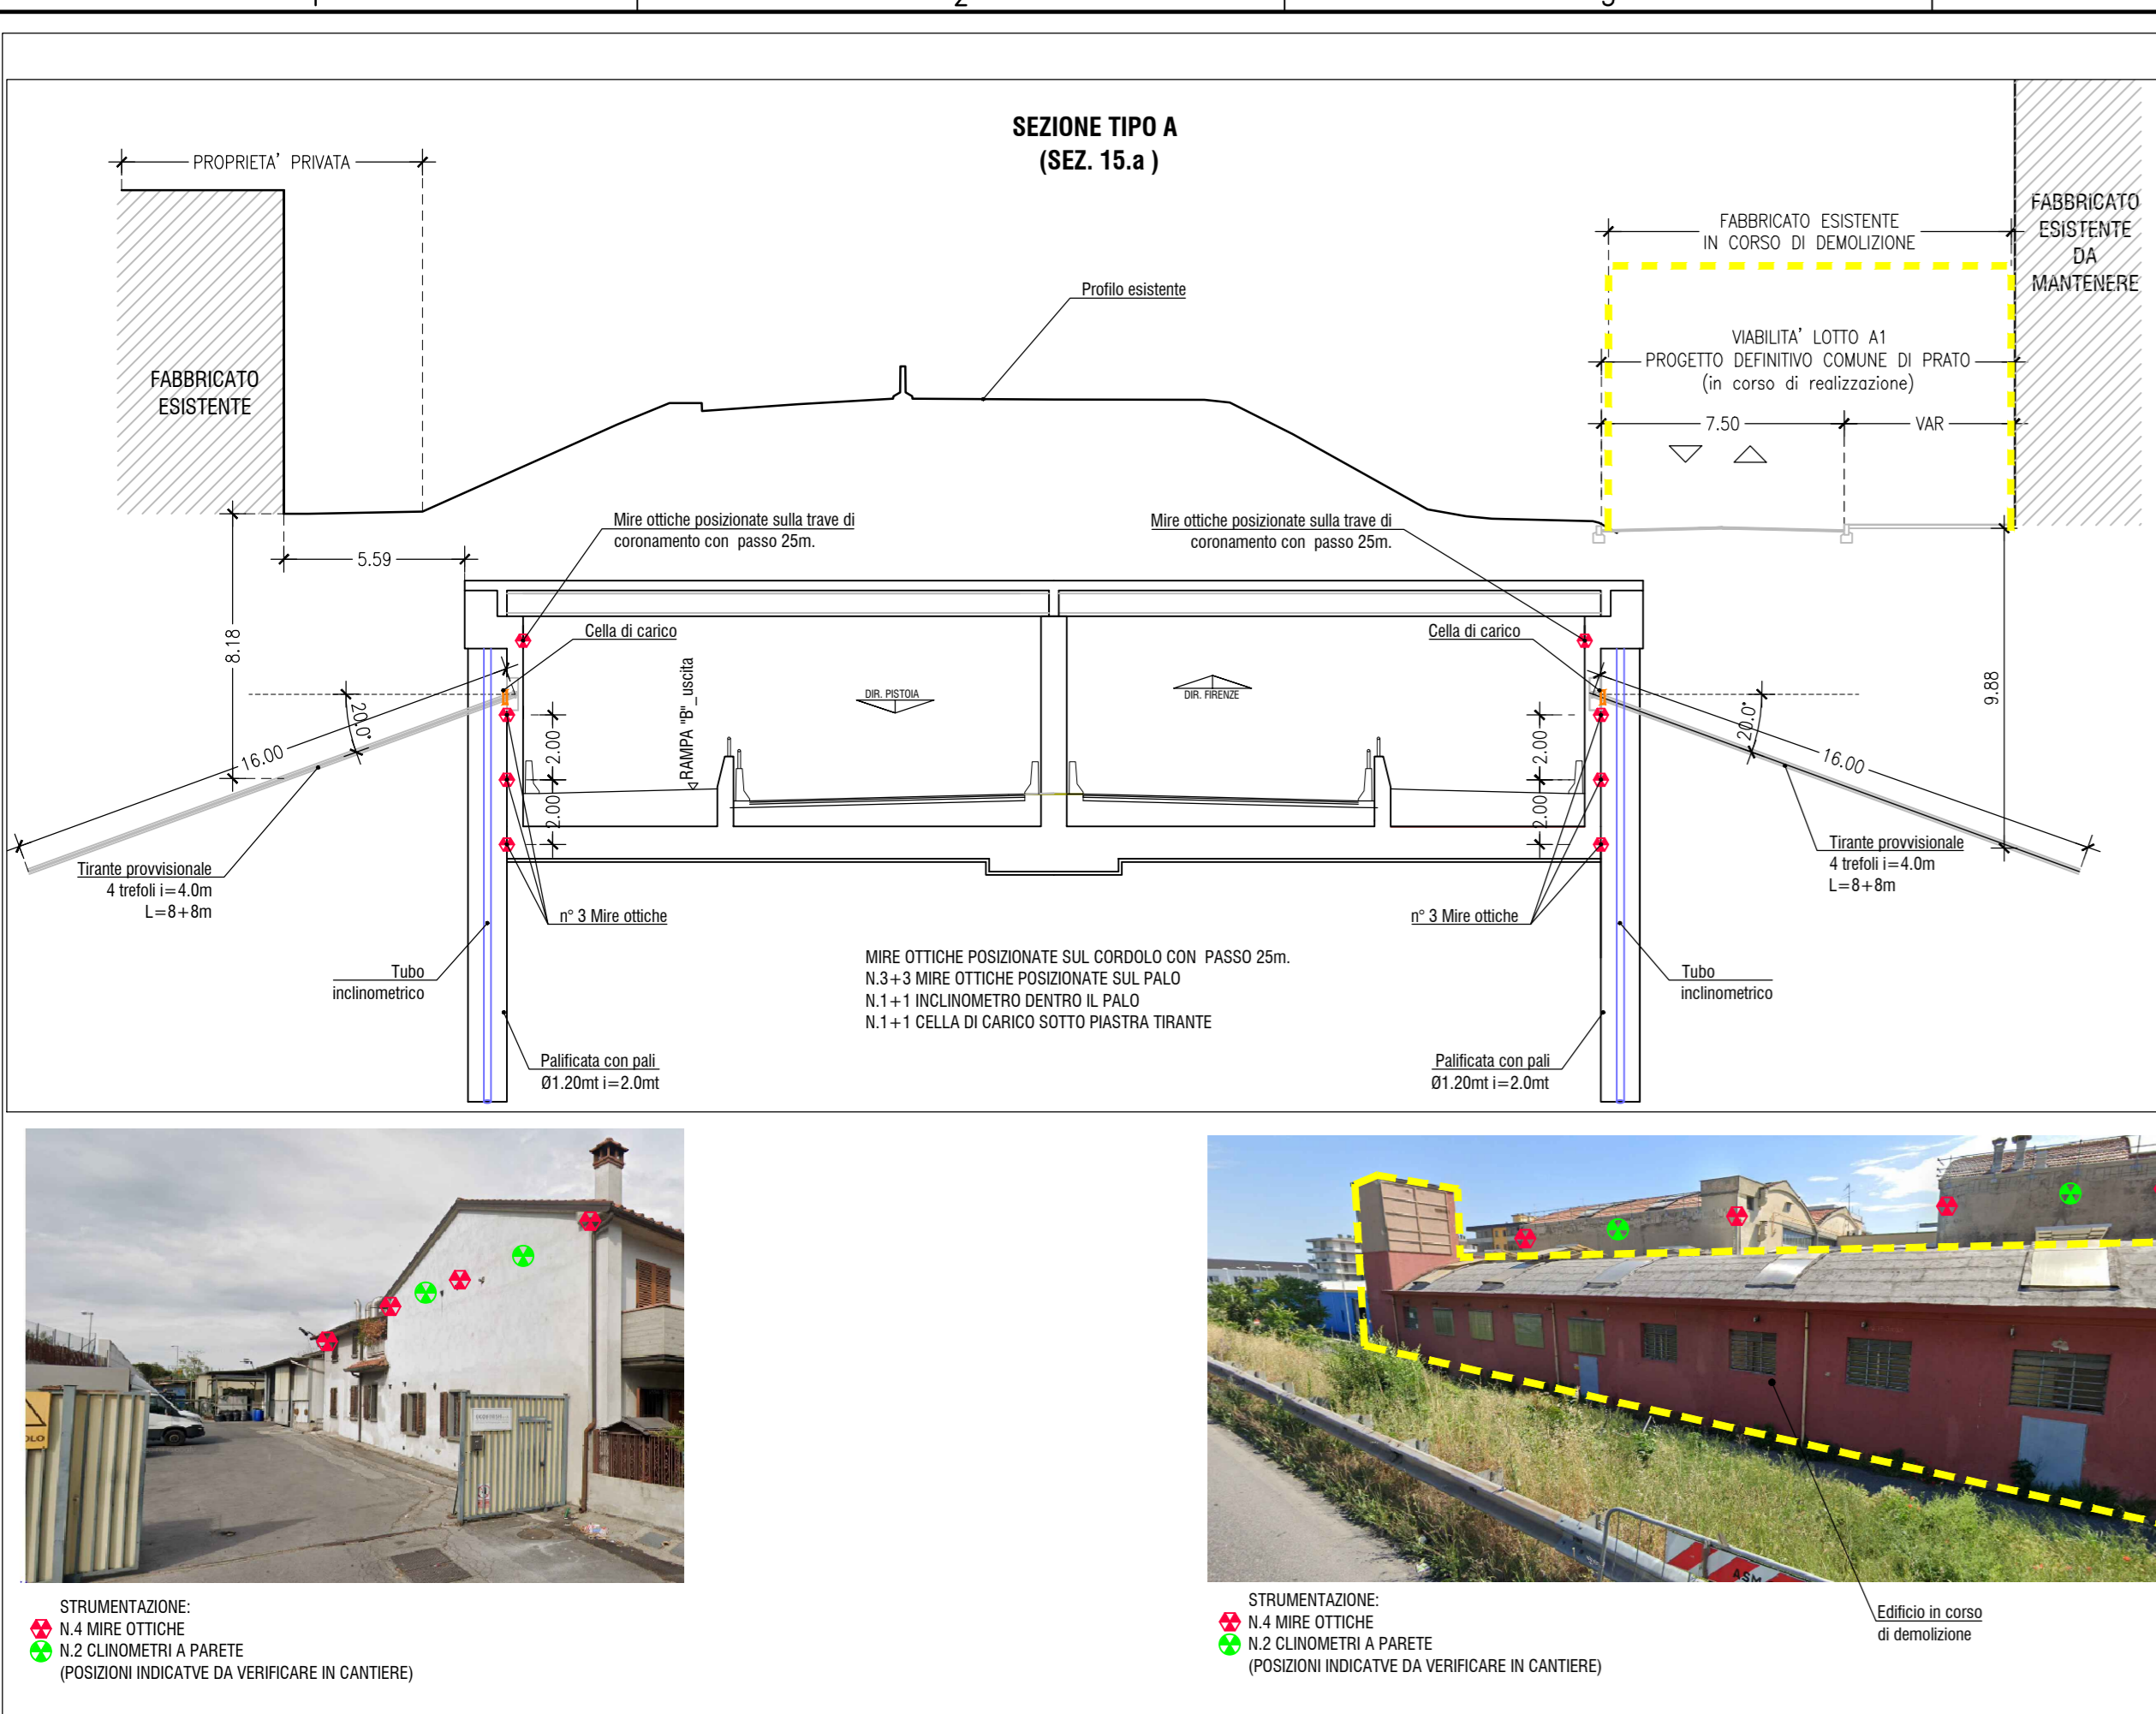 2
SEZIONE TIPO A
(SEZ. 15.a )
PROPRIETA' PRIVATA
FABBRICATO
ESISTENTE
Profilo esistente
FABBRICATO ESISTENTE
IN CORSO DI DEMOLIZIONE
FABBRICATO
ESISTENTE
DA
MANTENERE
VIABILITA' LOTTO A1
PROGETTO DEFINITIVO COMUNE DI PRATO
(in corso di realizzazione)
7.50
VAR
Mire ottiche posizionate sulla trave di
coronamento con passo 25m.
Mire ottiche posizionate sulla trave di
coronamento con passo 25m.
5.59
8.18
9.88
Cella di carico
Cella di carico
RAMPA "B"_uscita
DIR. PISTOIA
DIR. FIRENZE
20.0°
16.00
2.00
2.00
2.00
2.00
20.0°
16.00
Tirante provvisionale
4 trefoli i=4.0m
L=8+8m
Tirante provvisionale
4 trefoli i=4.0m
L=8+8m
n° 3 Mire ottiche
n° 3 Mire ottiche
Tubo
inclinometrico
Tubo
inclinometrico
MIRE OTTICHE POSIZIONATE SUL CORDOLO CON PASSO 25m.
N.3+3 MIRE OTTICHE POSIZIONATE SUL PALO
N.1+1 INCLINOMETRO DENTRO IL PALO
N.1+1 CELLA DI CARICO SOTTO PIASTRA TIRANTE
Palificata con pali
Ø1.20mt i=2.0mt
Palificata con pali
Ø1.20mt i=2.0mt
OLO
ASM
STRUMENTAZIONE:
N.4 MIRE OTTICHE
N.2 CLINOMETRI A PARETE
(POSIZIONI INDICATVE DA VERIFICARE IN CANTIERE)
STRUMENTAZIONE:
N.4 MIRE OTTICHE
N.2 CLINOMETRI A PARETE
(POSIZIONI INDICATVE DA VERIFICARE IN CANTIERE)
Edificio in corso
di demolizione